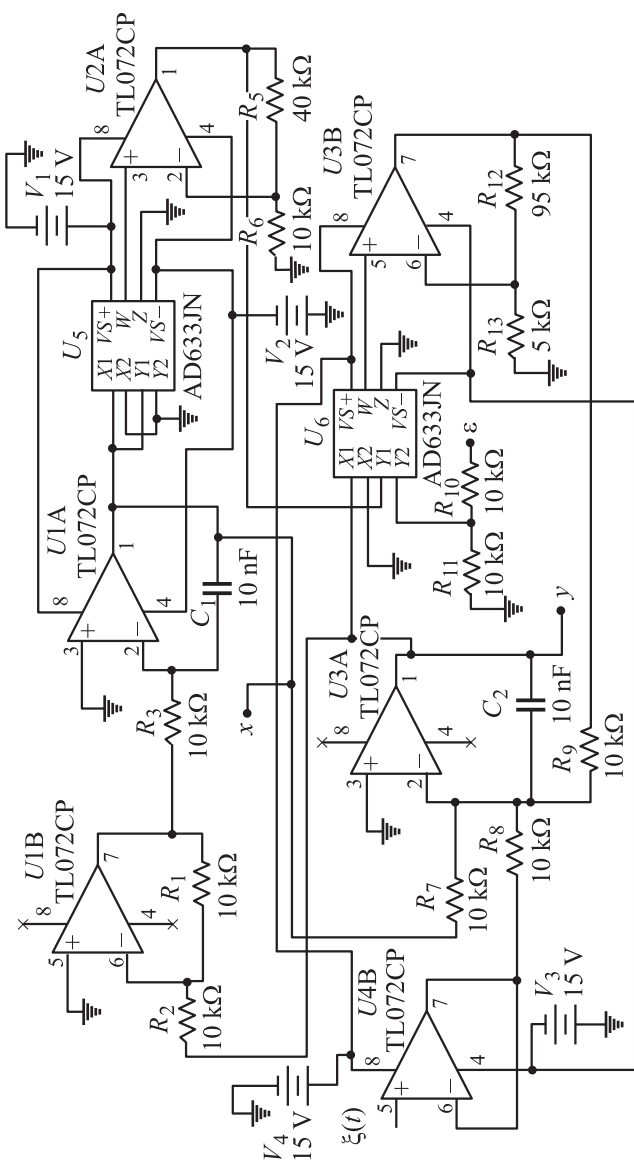 U2A
TL072CP
V1
15 V
8
3
2
4
1
+
−
R5
40 kΩ
R6
10 kΩ
U5
X1 VS+
X2 W
Y1 Z
Y2 VS−
AD633JN
V2
15 V
U1A
TL072CP
8
3
2
4
1
+
−
C1
10 nF
R3
10 kΩ
U1B
TL072CP
8
5
6
4
7
+
−
R1
10 kΩ
R2
10 kΩ
x
U3B
TL072CP
8
5
6
4
7
+
−
R12
95 kΩ
R13
5 kΩ
U6
X1 VS+
X2 W
Y1 Z
Y2 VS−
AD633JN
ε
R10
10 kΩ
R11
10 kΩ
U3A
TL072CP
8
3
2
4
1
+
−
y
C2
10 nF
R9
10 kΩ
R7
10 kΩ
R8
10 kΩ
U4B
TL072CP
8
5
6
4
7
+
−
V4
15 V
ξ(t)
V3
15 V